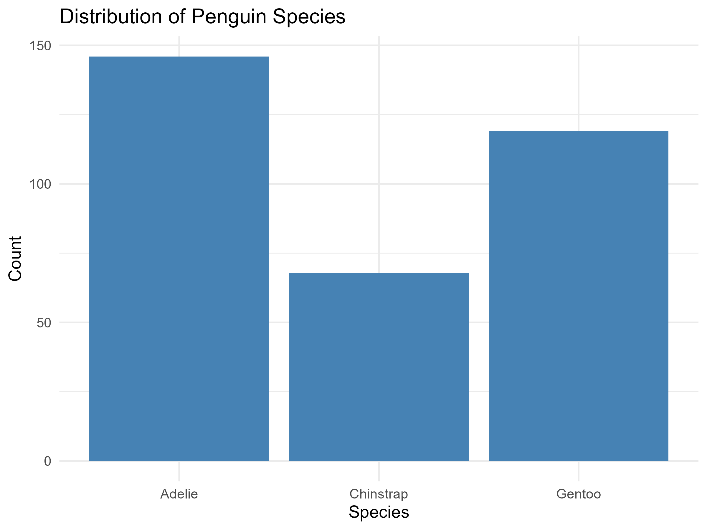 Distribution of Penguin Species
150
100
50
0
Count
Adelie Chinstrap Gentoo
Species